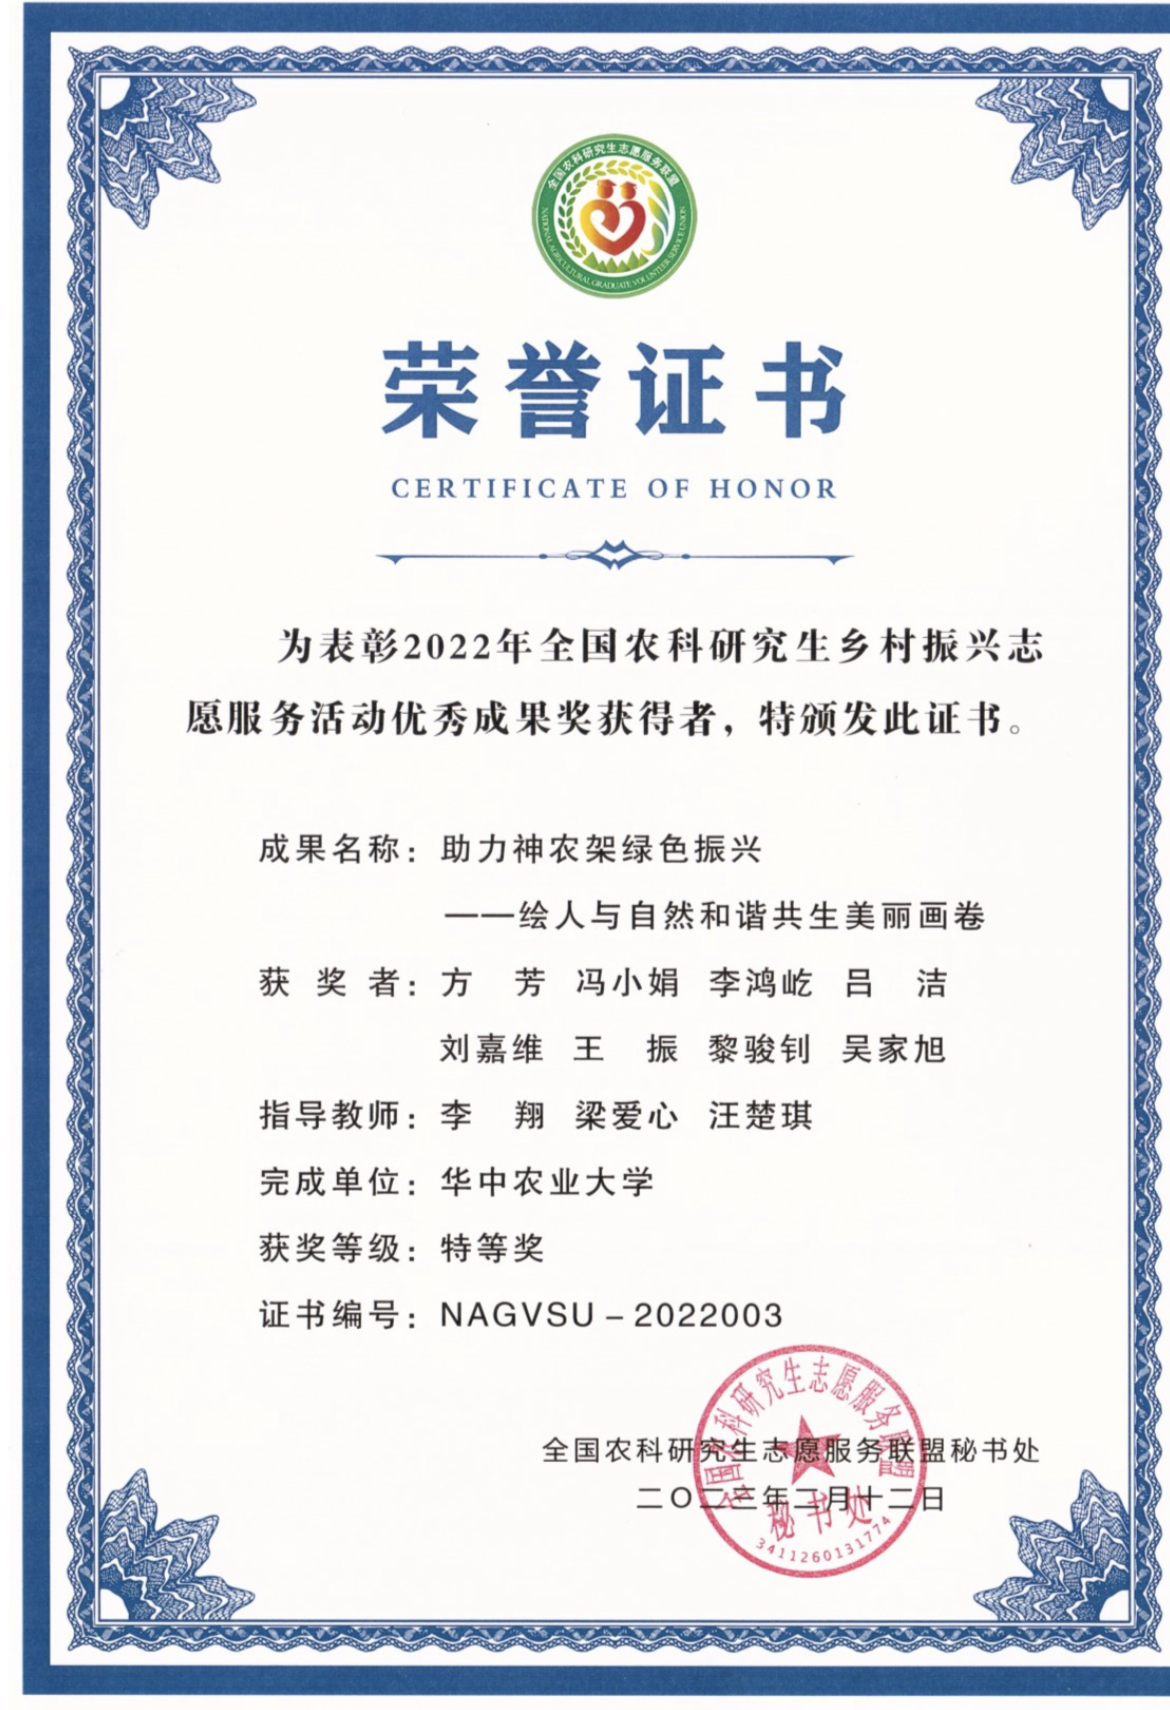 全国农科研究生志愿服务联盟
NATIONAL AGRICULTURAL GRADUATE VOLUNTEER SERVICE UNION
荣誉证书
CERTIFICATE OF HONOR
为表彰2022年全国农科研究生乡村振兴志
愿服务活动优秀成果奖获得者，特颁发此证书。
成果名称：助力神农架绿色振兴
——绘人与自然和谐共生美丽画卷
获奖者：方芳 冯小娟 李鸿屹 吕洁
刘嘉维 王振 黎骏钊 吴家旭
指导教师：李翔 梁爱心 汪楚琪
完成单位：华中农业大学
获奖等级：特等奖
证书编号：NAGVSU－2022003
全国农科研究生志愿服务联盟秘书处
二〇二三年二月十二日
全国农科研究生志愿服务联盟
秘书处
3411260131774